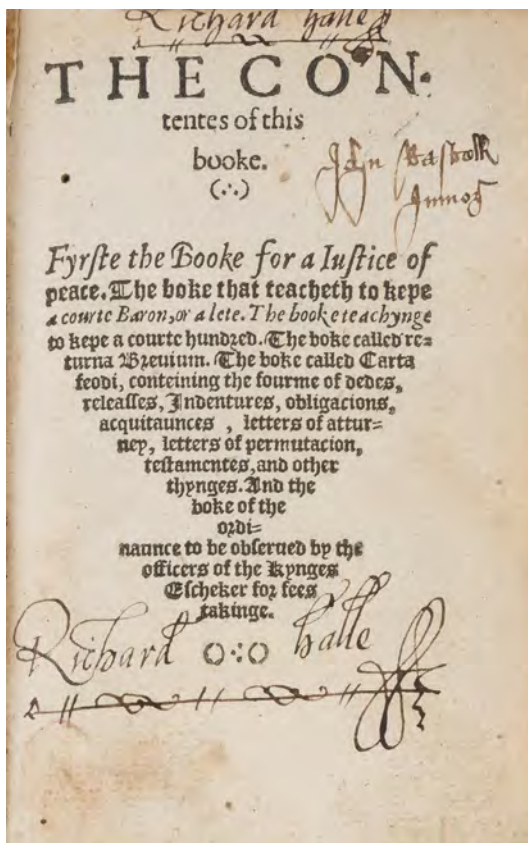 Richard halle
THE CON-
tentes of this
booke.
(∴)
Jhn
Fyrſte the Booke for a Iuſtice of
peace. The boke that teacheth to kepe
a courte Baron, or a lete. The booke teachynge
to kepe a courte hundred. The boke called re=
turna Breuium. The boke called Carta
feodi, conteining the fourme of dedes,
releaſſes, Indentures, obligacions,
acquitaunces , letters of attur=
ney, letters of permutacion,
teſtamentes, and other
thynges. And the
boke of the
ordi=
naunce to be obſerued by the
officers of the Kynges
Eſcheker for fees
takinge.
Richard halle